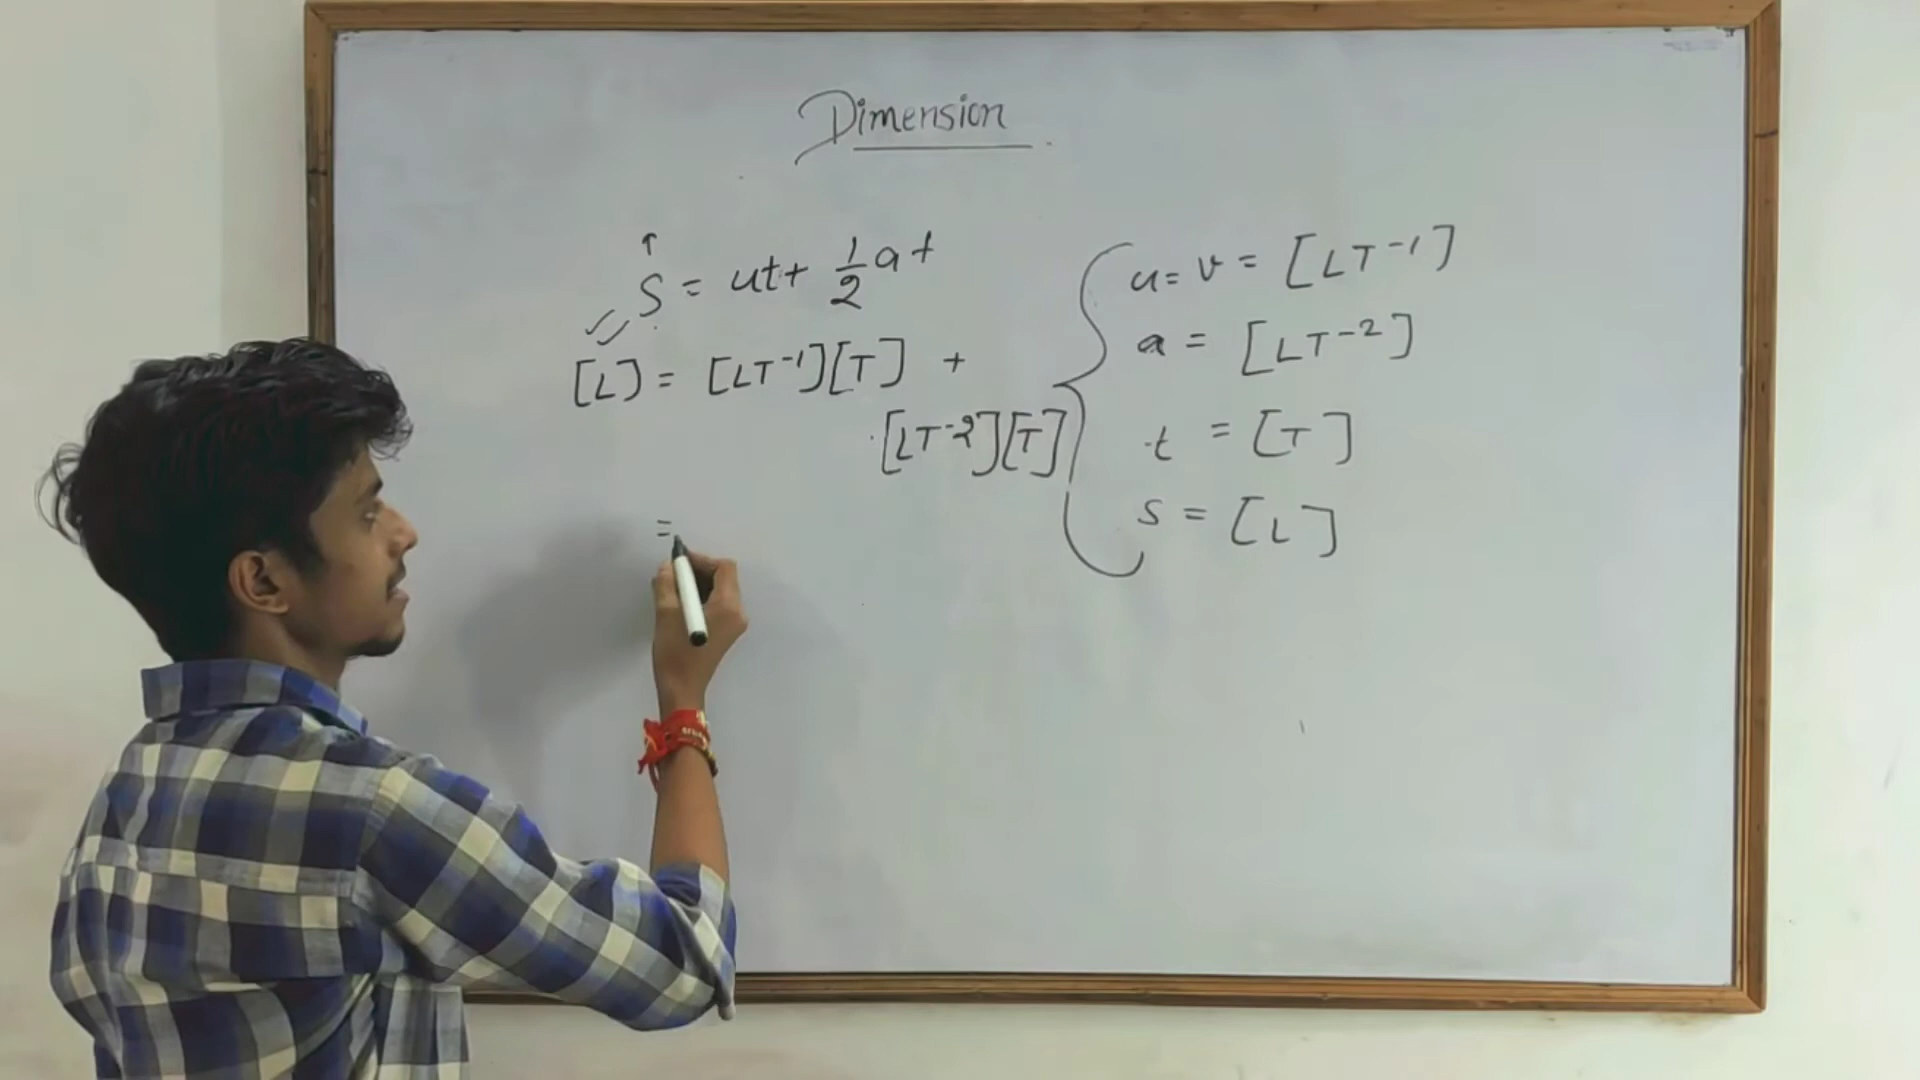 Dimension
↑
S = ut + 1/2 at
[L] = [LT⁻¹][T] +
[LT⁻²][T]
=
u = v = [LT⁻¹]
a = [LT⁻²]
t = [T]
s = [L]